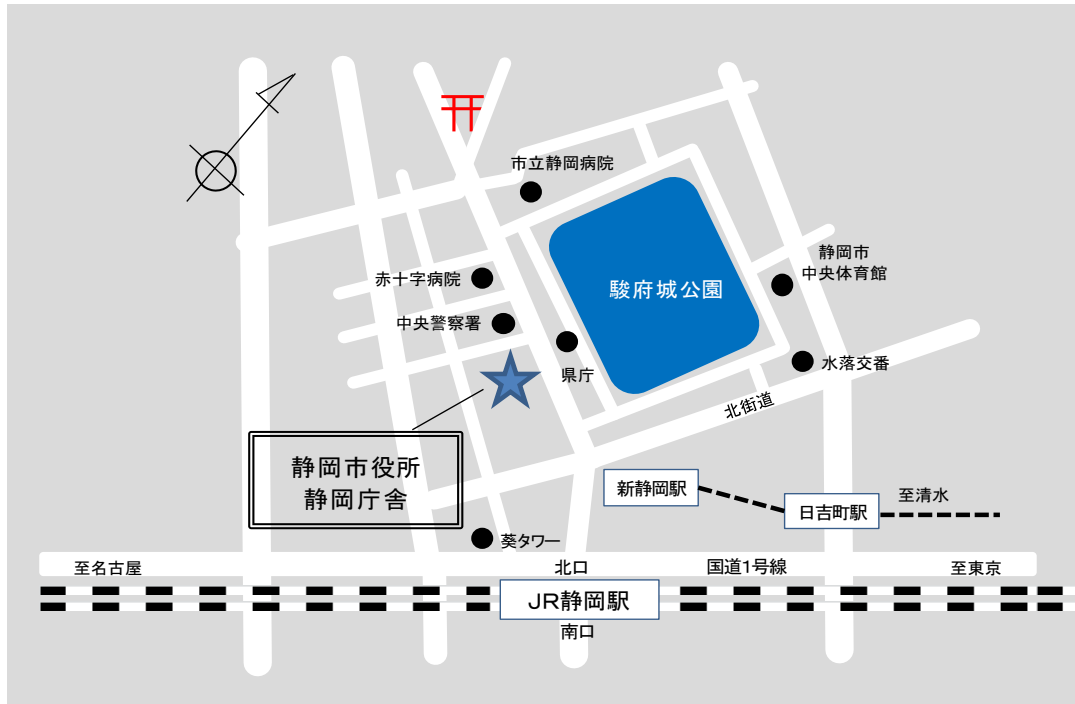 市立静岡病院
静岡市
中央体育館
赤十字病院
駿府城公園
中央警察署
県庁
水落交番
北街道
静岡市役所
静岡庁舎
新静岡駅
至清水
日吉町駅
葵タワー
至名古屋
北口
国道1号線
至東京
JR静岡駅
南口